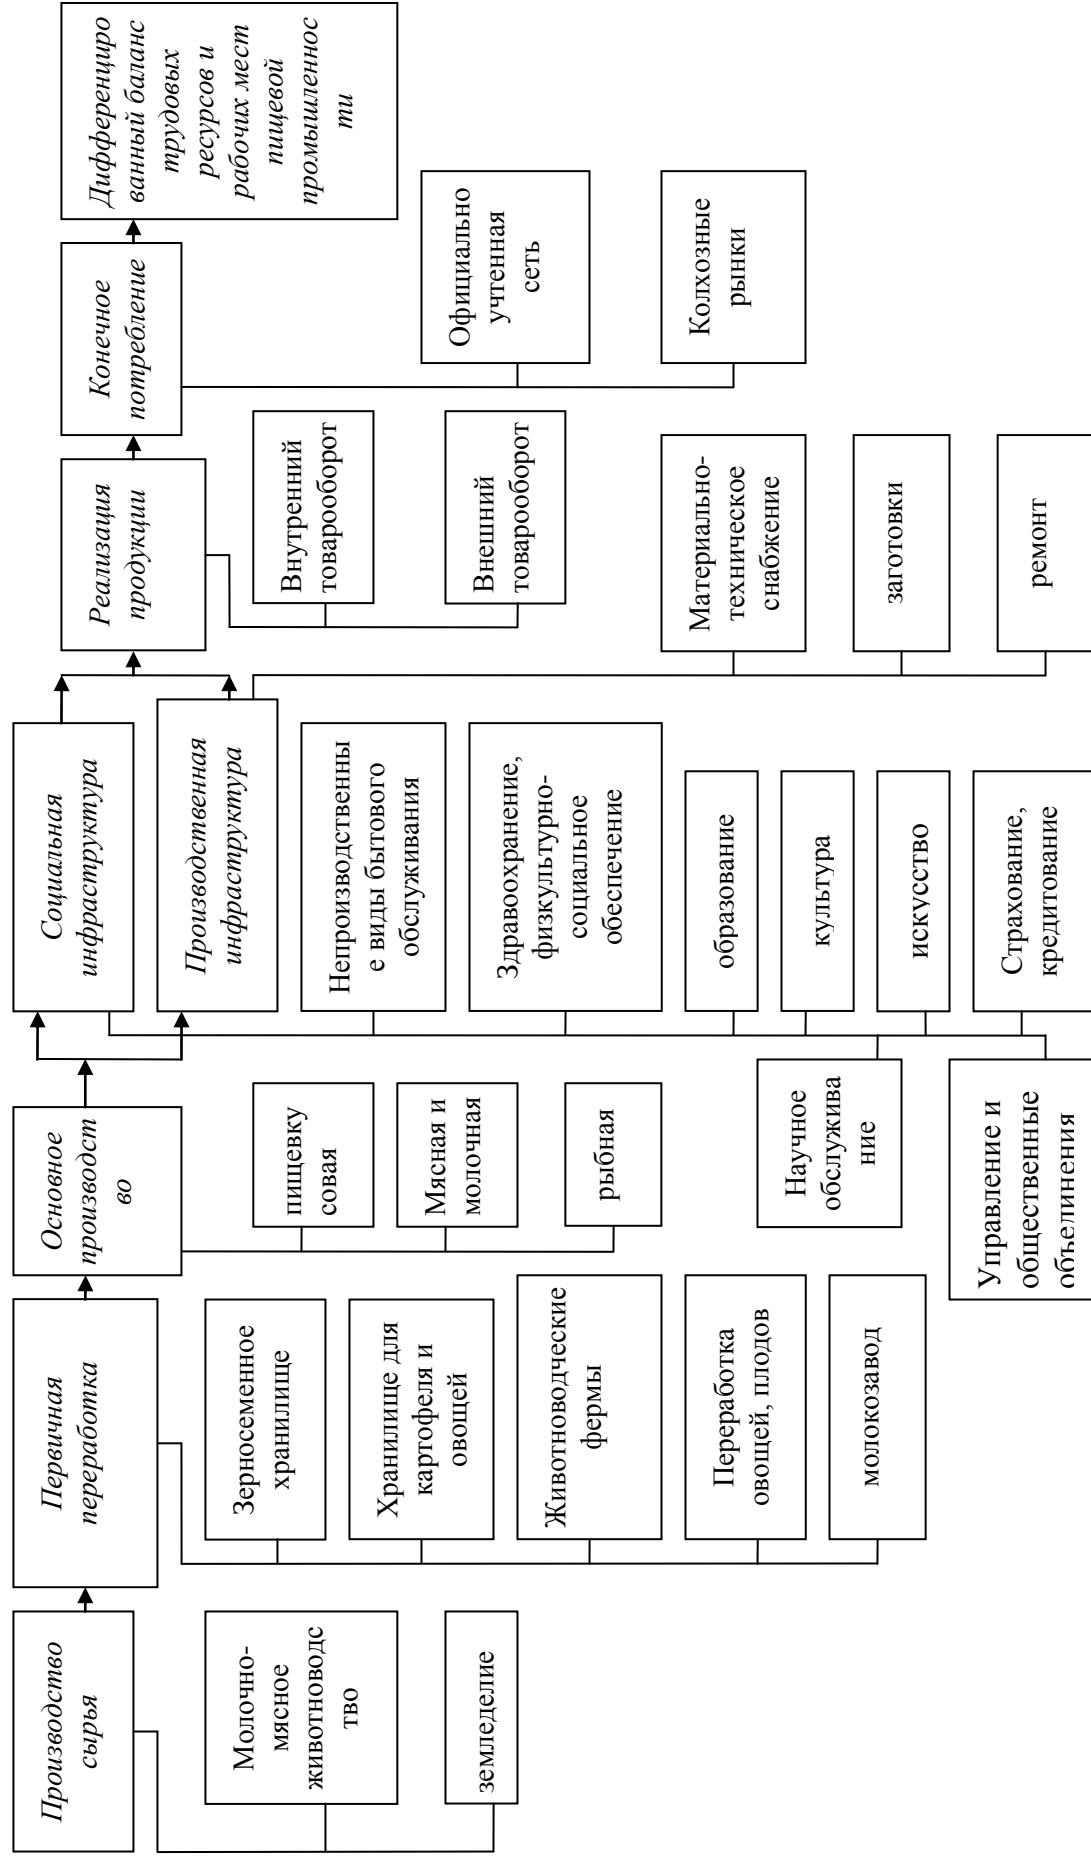 Производство
сырья
Молочно-
мясное
животноводс
тво
земледелие
Первичная
переработка
Зерносеменное
хранилище
Хранилище для
картофеля и
овощей
Животноводческие
фермы
Переработка
овощей, плодов
молокозавод
Основное
производст
во
пищевку
совая
Мясная и
молочная
рыбная
Социальная
инфраструктура
Производственная
инфраструктура
Непроизводственны
е виды бытового
обслуживания
Здравоохранение,
физкультурно-
социальное
обеспечение
образование
культура
искусство
Страхование,
кредитование
Научное
обслужива
ние
Управление и
общественные
объединения
Реализация
продукции
Внутренний
товарооборот
Внешний
товарооборот
Материально-
техническое
снабжение
заготовки
ремонт
Конечное
потребление
Официально
учтенная
сеть
Колхозные
рынки
Дифференциро
ванный баланс
трудовых
ресурсов и
рабочих мест
пищевой
промышленнос
ти